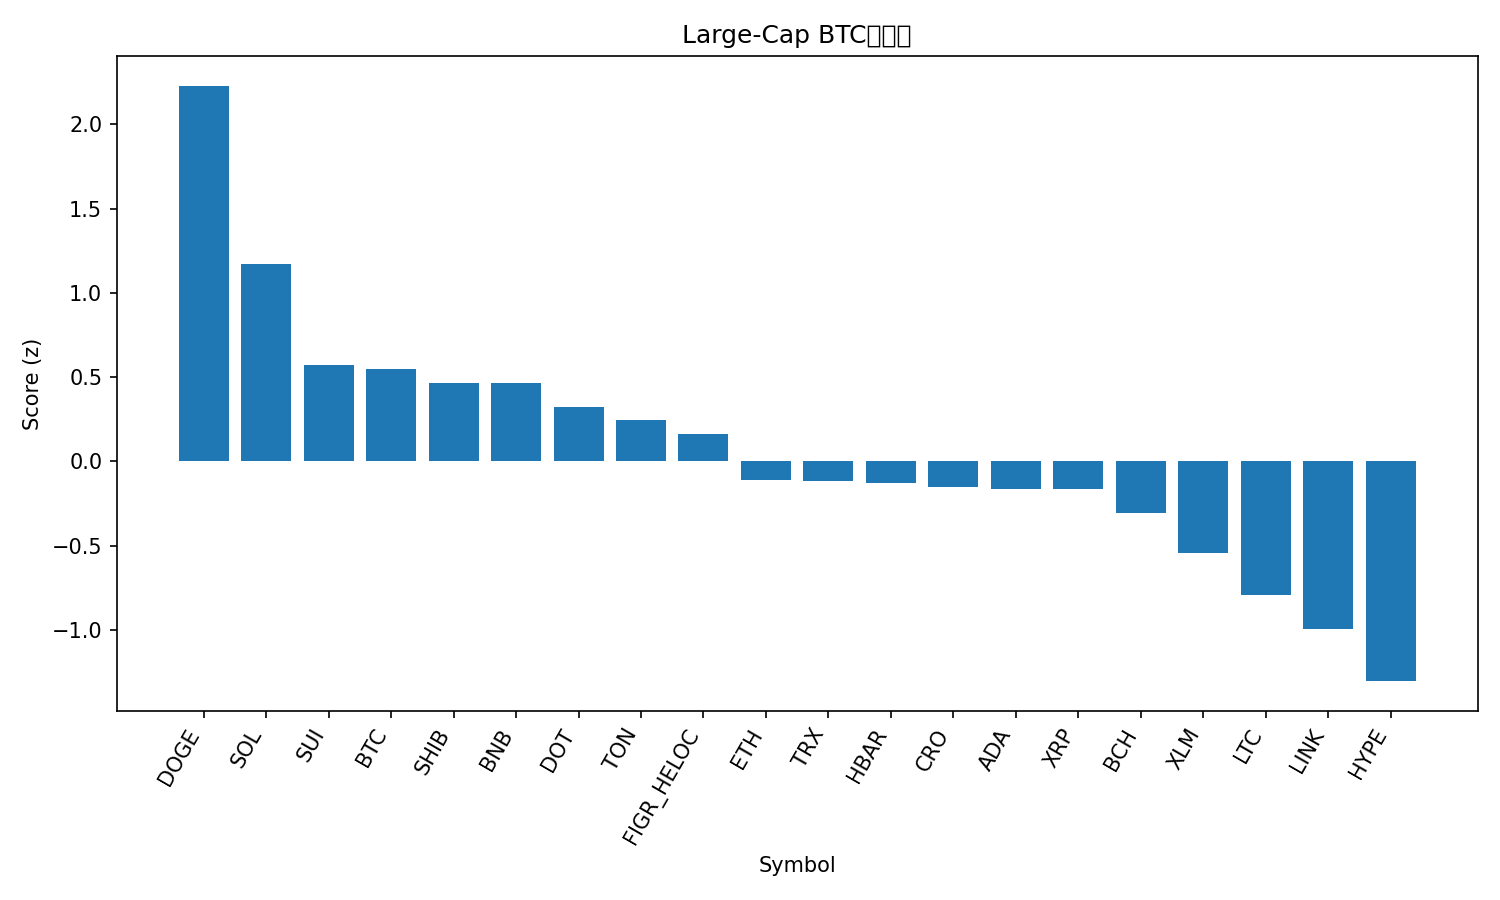 Large-Cap BTC
Score (z)
2.0
1.5
1.0
0.5
0.0
−0.5
−1.0
DOGE
SOL
SUI
BTC
SHIB
BNB
DOT
TON
FIGR_HELOC
ETH
TRX
HBAR
CRO
ADA
XRP
BCH
XLM
LTC
LINK
HYPE
Symbol